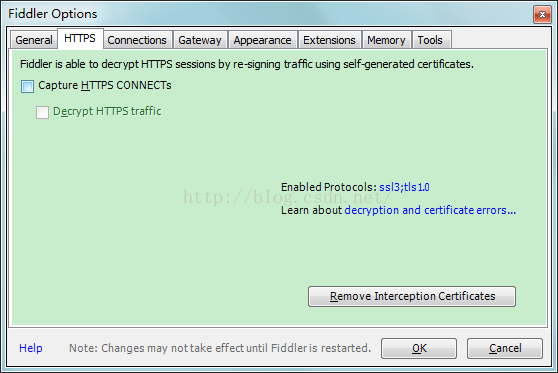 Fiddler Options
General HTTPS Connections Gateway Appearance Extensions Memory Tools
Fiddler is able to decrypt HTTPS sessions by re-signing traffic using self-generated certificates.
Capture HTTPS CONNECTs
Decrypt HTTPS traffic
http://blog.csdn.net/
Enabled Protocols: ssl3;tls1.0
Learn about decryption and certificate errors...
Remove Interception Certificates
Help Note: Changes may not take effect until Fiddler is restarted. OK Cancel